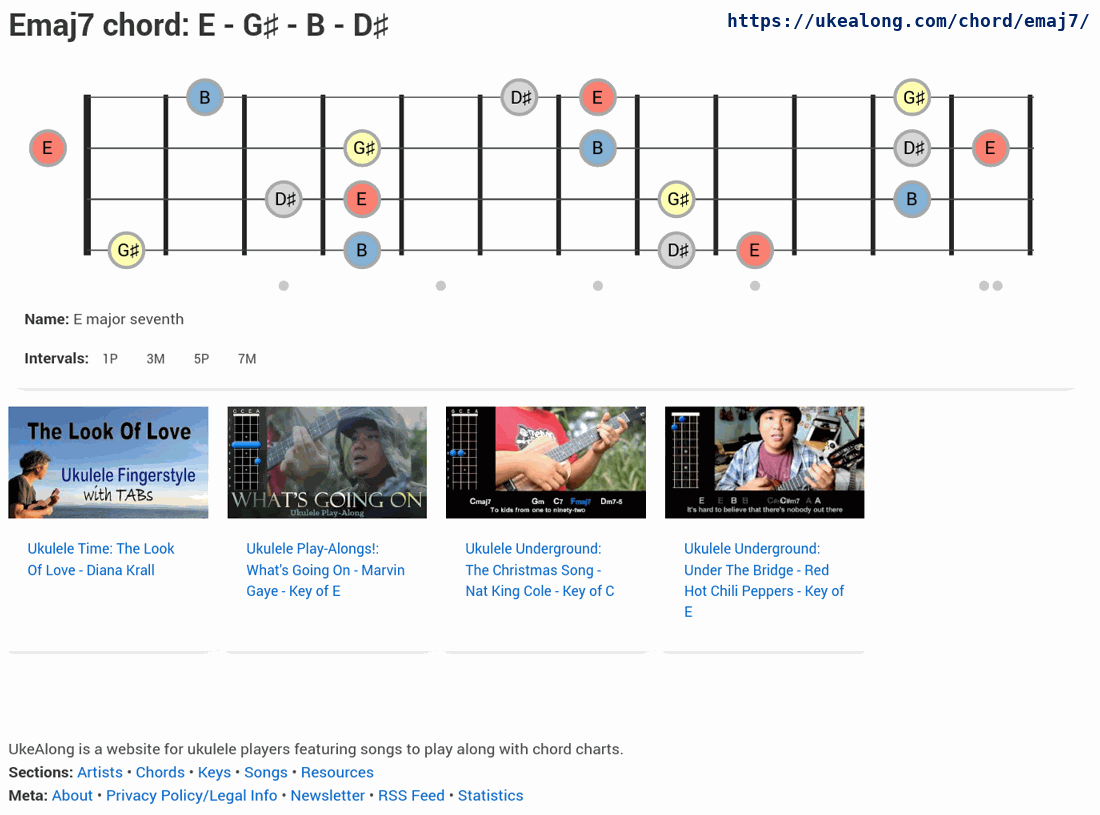 Emaj7 chord: E - G♯ - B - D♯
https://ukealong.com/chord/emaj7/
B D♯ E G♯
E G♯ B D♯ E
D♯ E G♯ B
G♯ B D♯ E
Name: E major seventh
Intervals: 1P 3M 5P 7M
The Look Of Love
Ukulele Fingerstyle
with TABs
G C E A
WHAT'S GOING ON
Ukulele Play-Along
G C E A
Cmaj7 Gm C7 Fmaj7 Dm7-5
To kids from one to ninety-two
E E B B C#m7 A A
It's hard to believe that there's nobody out there
Ukulele Time: The Look
Of Love - Diana Krall
Ukulele Play-Alongs!:
What's Going On - Marvin
Gaye - Key of E
Ukulele Underground:
The Christmas Song -
Nat King Cole - Key of C
Ukulele Underground:
Under The Bridge - Red
Hot Chili Peppers - Key of
E
UkeAlong is a website for ukulele players featuring songs to play along with chord charts.
Sections: Artists • Chords • Keys • Songs • Resources
Meta: About • Privacy Policy/Legal Info • Newsletter • RSS Feed • Statistics